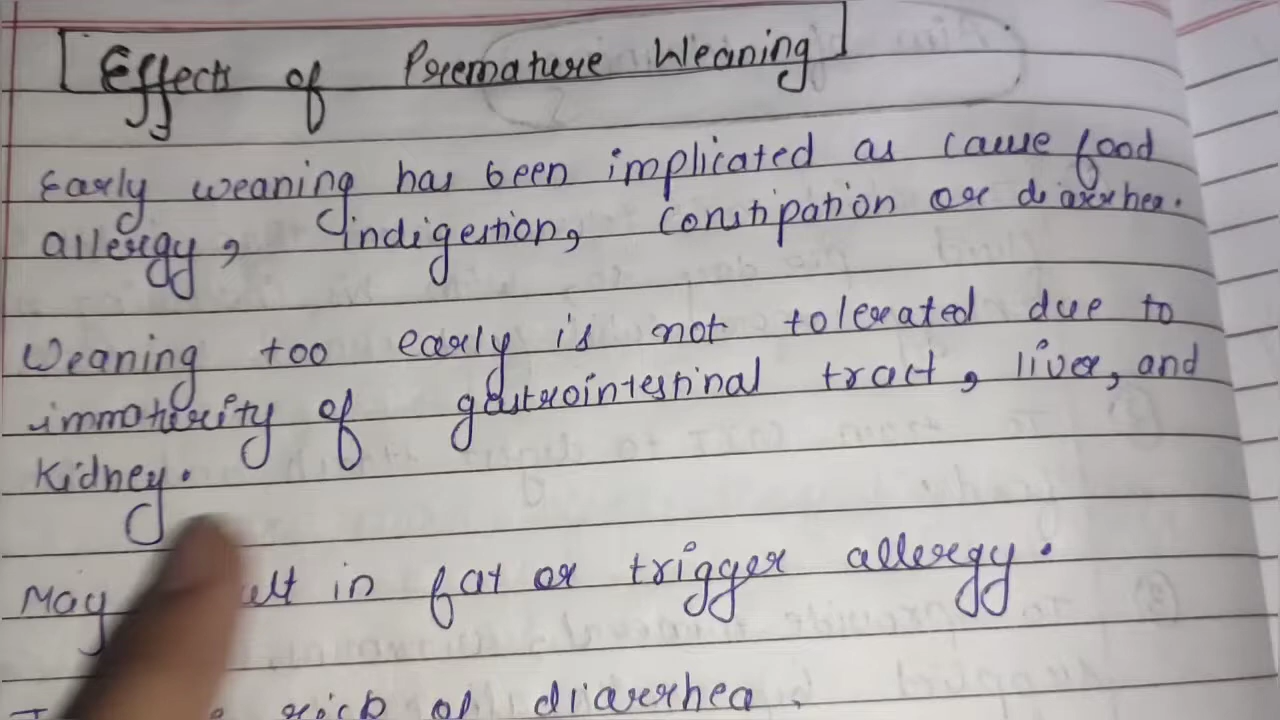 Effects of Premature Weaning
Early weaning has been implicated as cause food
allergy, indigestion, constipation or diarrhea.
Weaning too early is not tolerated due to
immaturity of gastrointestinal tract, liver, and
Kidney.
May in fat or trigger allergy.
of diarrhea.